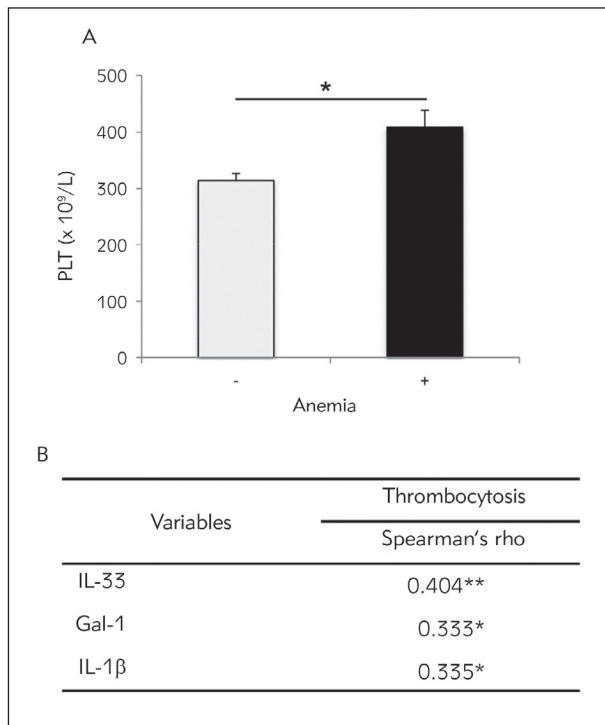 A
*
500
400
300
200
100
0
PLT (x 10⁹/L)
- +
Anemia
B
Variables
Thrombocytosis
Spearman's rho
IL-33 0.404**
Gal-1 0.333*
IL-1β 0.335*